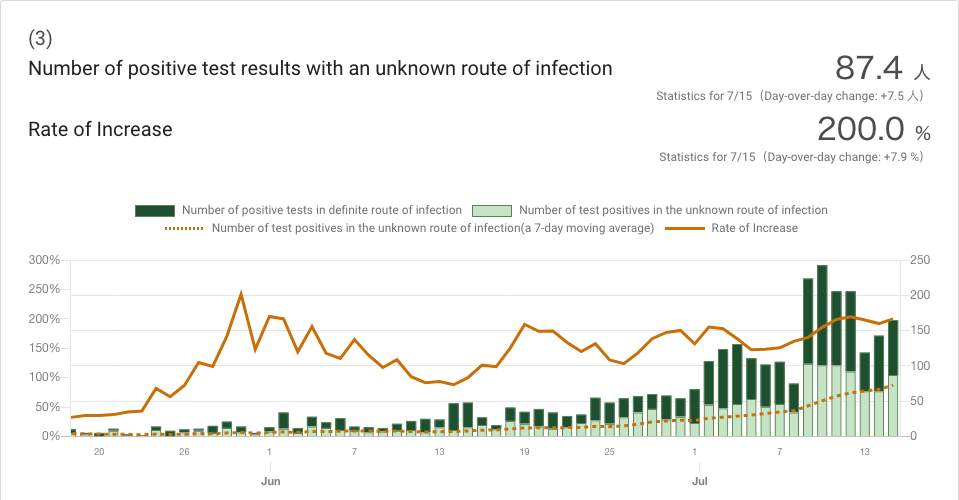 (3)
Number of positive test results with an unknown route of infection
87.4 人
Statistics for 7/15（Day-over-day change: +7.5 人）
Rate of Increase
200.0 %
Statistics for 7/15（Day-over-day change: +7.9 %）
Number of positive tests in definite route of infection Number of test positives in the unknown route of infection
Number of test positives in the unknown route of infection(a 7-day moving average) Rate of Increase
300% 250
250% 200
200% 150
150% 100
100% 50
50% 0
0%
20 26 1 7 13 19 25 1 7 13
Jun Jul